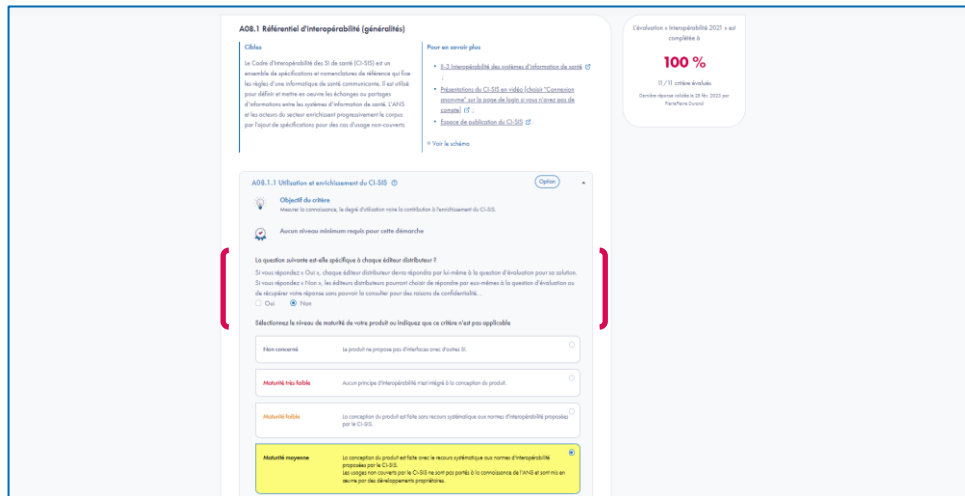 A08.1 Référentiel d'interopérabilité (généralités)
Cibles
Le Cadre d'Interopérabilité des SI de santé (CI-SIS) est un
ensemble de spécifications et nomenclatures de référence qui fixe
les règles d'une informatique de santé communicante. Il est utilisé
pour définir et mettre en oeuvre les échanges ou partages
d'informations entre les systèmes d'information de santé. L'ANS
et les acteurs du secteur enrichissent progressivement le corpus
par l'ajout de spécifications pour des cas d'usage non-couverts.
Pour en savoir plus
• II-3 Interopérabilité des systèmes d'information de santé
;
• Présentations du CI-SIS en vidéo (choisir "Connexion
anonyme" sur la page de login si vous n'avez pas de
compte) ;
• Espace de publication du CI-SIS .
Voir le schéma
L'évaluation « Interopérabilité 2021 » est
complétée à
100 %
11 / 11 critère évalués
Dernière réponse validée le 28 fév. 2023 par
PierrePierre Durand
A08.1.1 Utilisation et enrichissement du CI-SIS
Option
Objectif du critère
Mesurer la connaissance, le degré d'utilisation voire la contribution à l'enrichissement du CI-SIS.
Aucun niveau minimum requis pour cette démarche
La question suivante est-elle spécifique à chaque éditeur distributeur ?
Si vous répondez « Oui », chaque éditeur distributeur devra répondre par lui-même à la question d'évaluation pour sa solution.
Si vous répondez « Non », les éditeurs distributeurs pourront choisir de répondre par eux-mêmes à la question d'évaluation ou
de récupérer votre réponse sans pouvoir la consulter pour des raisons de confidentialité. .
Oui Non
Sélectionnez le niveau de maturité de votre produit ou indiquez que ce critère n'est pas applicable
Non concerné Le produit ne propose pas d'interfaces avec d'autres SI.
Maturité très faible Aucun principe d'interopérabilité n'est intégré à la conception du produit.
Maturité faible La conception du produit est faite sans recours systématique aux normes d'interopérabilité proposées
par le CI-SIS.
Maturité moyenne La conception du produit est faite avec le recours systématique aux normes d'interopérabilité
proposées par le CI-SIS.
Les usages non couverts par le CI-SIS ne sont pas portés à la connaissance de l'ANS et sont mis en
œuvre par des développements propriétaires.